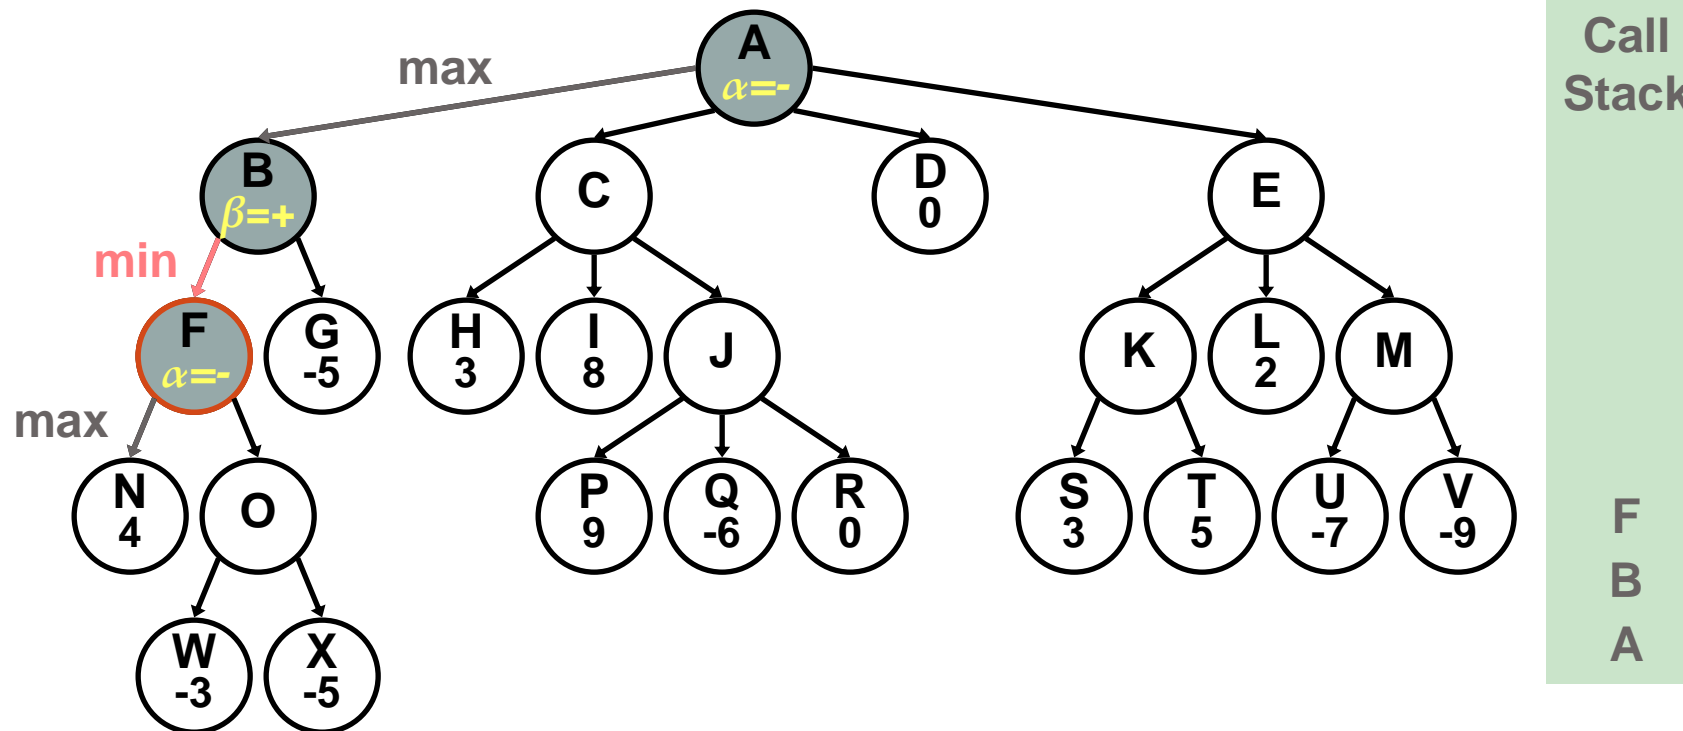 A
α=-
max
Call
Stack
B
β=+
C
D
0
E
min
F
α=-
G
-5
H
3
I
8
J
K
L
2
M
max
N
4
O
P
9
Q
-6
R
0
S
3
T
5
U
-7
V
-9
F
B
A
W
-3
X
-5